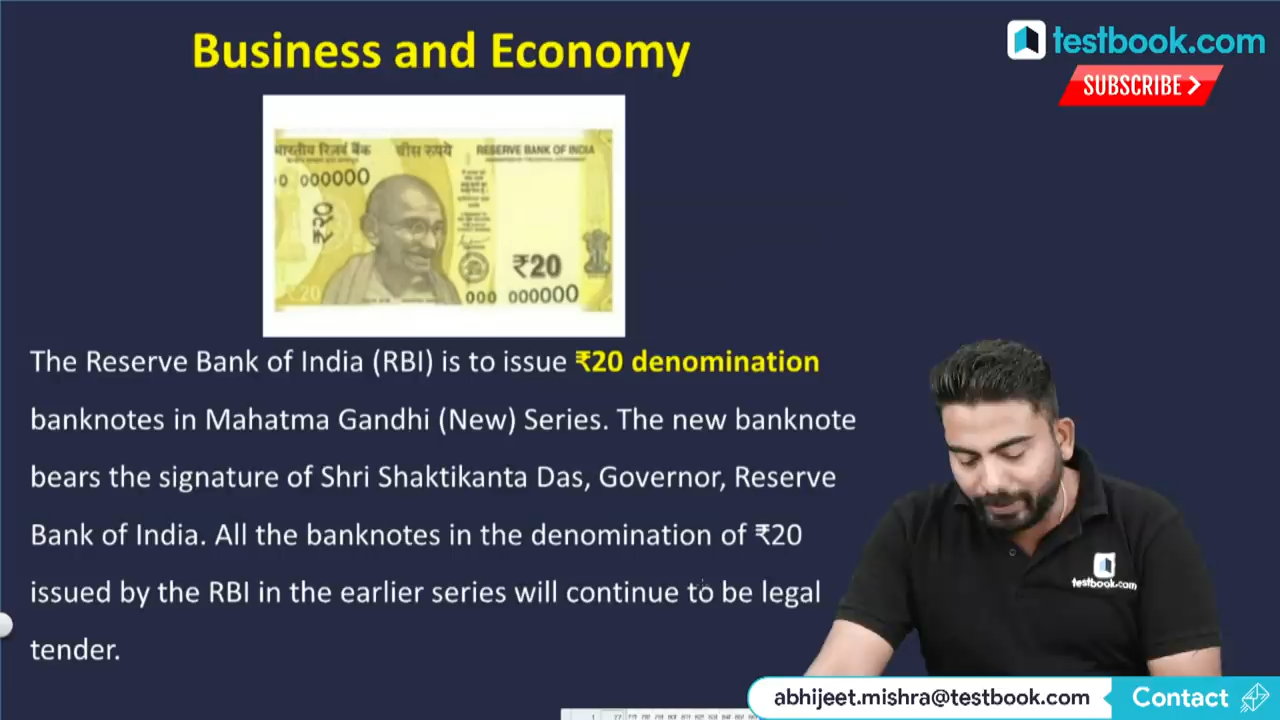 Business and Economy
testbook.com
SUBSCRIBE
भारतीय रिज़र्व बैंक बीस रुपये RESERVE BANK OF INDIA
0 000000
₹२०
₹20
₹20
000 000000
The Reserve Bank of India (RBI) is to issue ₹20 denomination
banknotes in Mahatma Gandhi (New) Series. The new banknote
bears the signature of Shri Shaktikanta Das, Governor, Reserve
Bank of India. All the banknotes in the denomination of ₹20
issued by the RBI in the earlier series will continue to be legal
tender.
testbook.com
abhijeet.mishra@testbook.com Contact